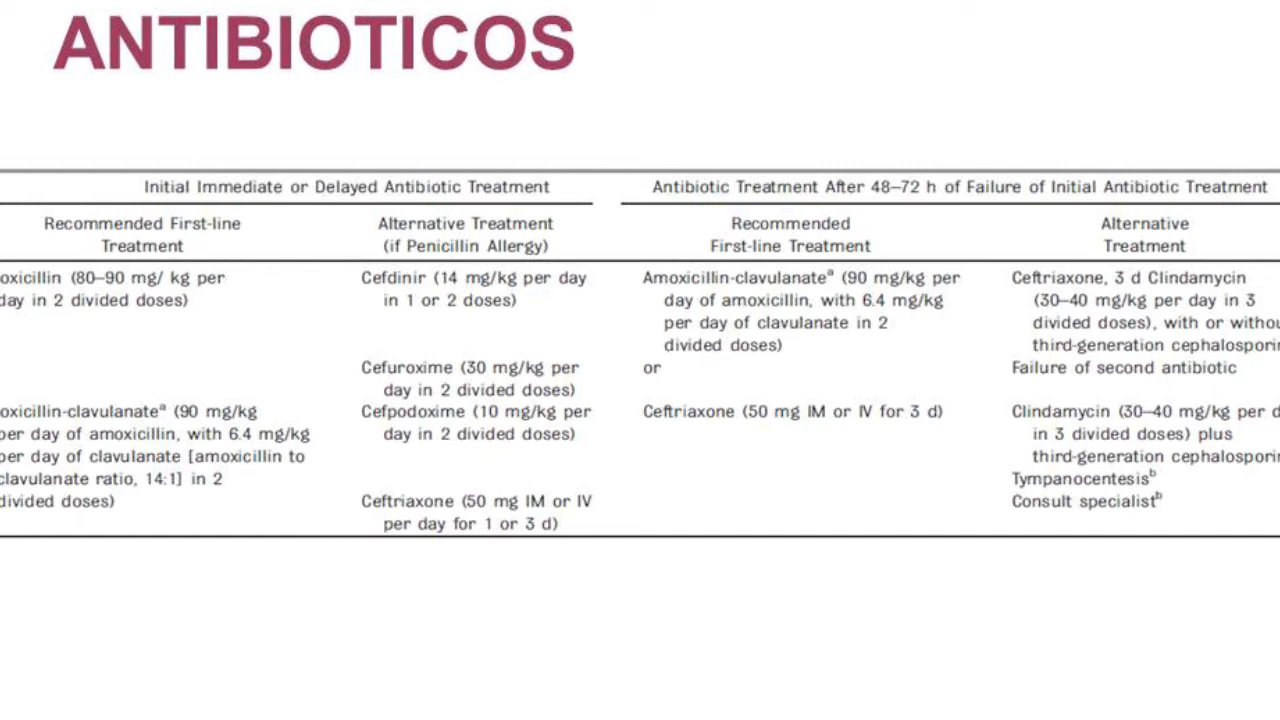 ANTIBIOTICOS
Initial Immediate or Delayed Antibiotic Treatment
Antibiotic Treatment After 48–72 h of Failure of Initial Antibiotic Treatment
Recommended First-line
Treatment
Alternative Treatment
(if Penicillin Allergy)
Recommended
First-line Treatment
Alternative
Treatment
oxicillin (80–90 mg/ kg per
day in 2 divided doses)
Cefdinir (14 mg/kg per day
in 1 or 2 doses)
Amoxicillin-clavulanateª (90 mg/kg per
day of amoxicillin, with 6.4 mg/kg
per day of clavulanate in 2
divided doses)
Ceftriaxone, 3 d Clindamycin
(30–40 mg/kg per day in 3
divided doses), with or withou
third-generation cephalosporin
Cefuroxime (30 mg/kg per
day in 2 divided doses)
or
Failure of second antibiotic
oxicillin-clavulanateª (90 mg/kg
per day of amoxicillin, with 6.4 mg/kg
per day of clavulanate [amoxicillin to
clavulanate ratio, 14:1] in 2
divided doses)
Cefpodoxime (10 mg/kg per
day in 2 divided doses)
Ceftriaxone (50 mg IM or IV for 3 d)
Clindamycin (30–40 mg/kg per d
in 3 divided doses) plus
third-generation cephalosporin
Tympanocentesisᵇ
Consult specialistᵇ
Ceftriaxone (50 mg IM or IV
per day for 1 or 3 d)